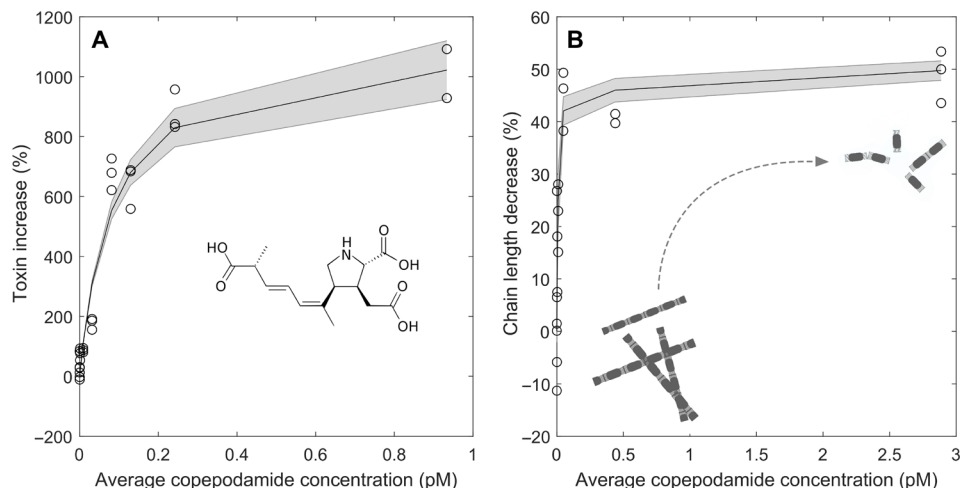 A
Toxin increase (%)
1200
1000
800
600
400
200
0
−200
HO
O
H
N
O
OH
O
OH
0
0.2
0.4
0.6
0.8
1
Average copepodamide concentration (pM)
B
Chain length decrease (%)
60
50
40
30
20
10
0
−10
−20
0
0.5
1
1.5
2
2.5
3
Average copepodamide concentration (pM)